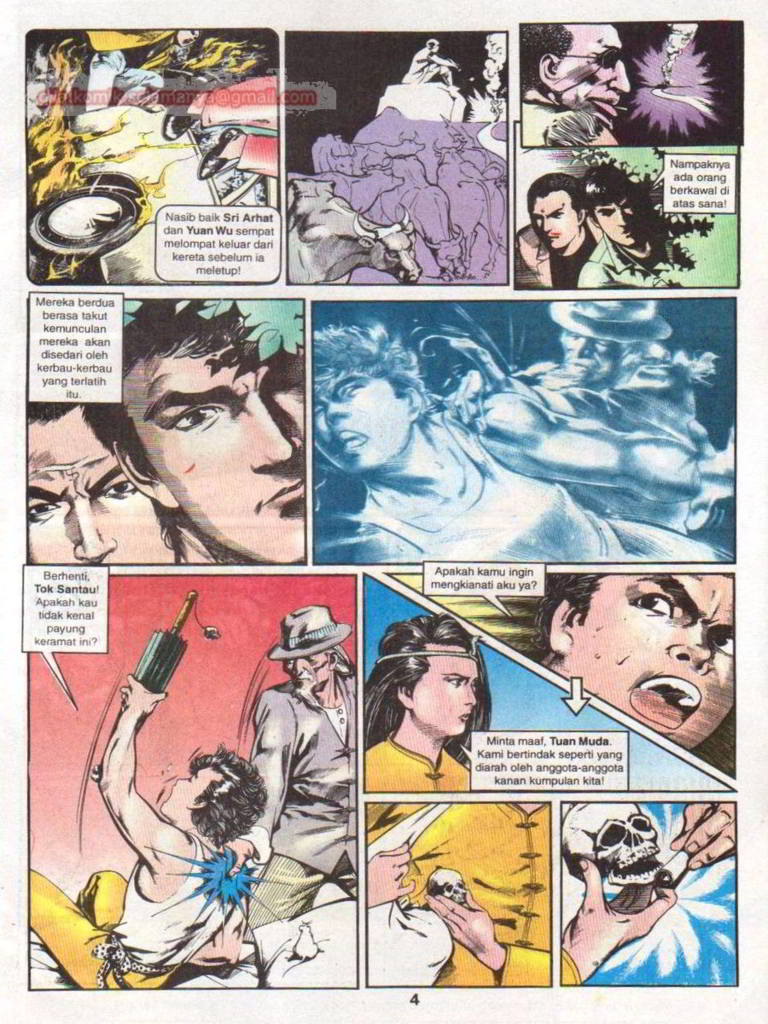 Nasib baik Sri Arhat
dan Yuan Wu sempat
melompat keluar dari
kereta sebelum ia
meletup!
Nampaknya
ada orang
berkawal di
atas sana!
Mereka berdua
berasa takut
kemunculan
mereka akan
disedari oleh
kerbau-kerbau
yang terlatih
itu.
Berhenti,
Tok Santau!
Apakah kau
tidak kenal
payung
keramat ini?
Apakah kamu ingin
mengkianati aku ya?
Minta maaf, Tuan Muda.
Kami bertindak seperti yang
diarah oleh anggota-anggota
kanan kumpulan kita!
4